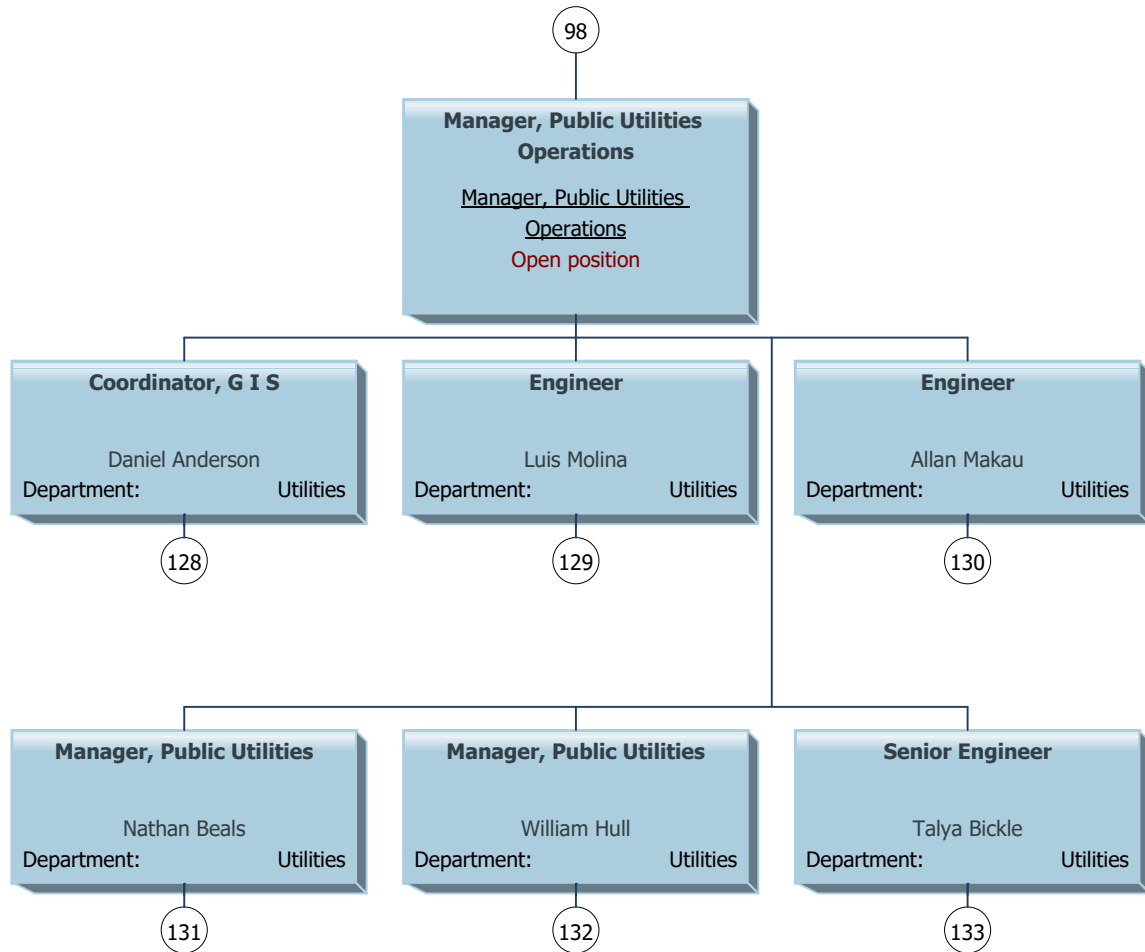 98
Manager, Public Utilities
Operations
Manager, Public Utilities
Operations
Open position
Coordinator, G I S
Daniel Anderson
Department: Utilities
128
Engineer
Luis Molina
Department: Utilities
129
Engineer
Allan Makau
Department: Utilities
130
Manager, Public Utilities
Nathan Beals
Department: Utilities
131
Manager, Public Utilities
William Hull
Department: Utilities
132
Senior Engineer
Talya Bickle
Department: Utilities
133